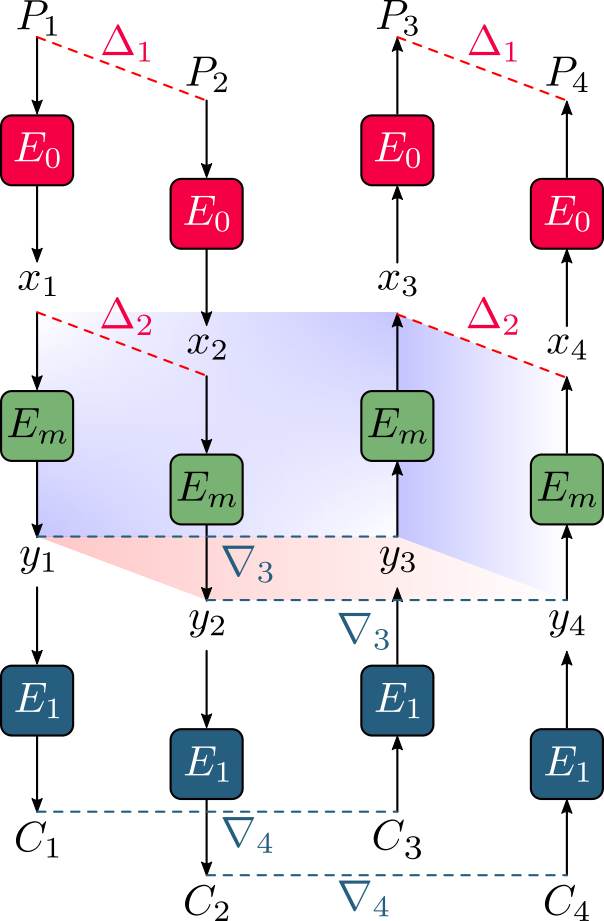 P₁ P₃
Δ₁ Δ₁
P₂ P₄
E₀ E₀
E₀ E₀
x₁ x₃
Δ₂ Δ₂
x₂ x₄
Eₘ Eₘ
Eₘ Eₘ
y₁ ∇₃ y₃
y₂ ∇₃ y₄
E₁ E₁
E₁ E₁
C₁ ∇₄ C₃
C₂ ∇₄ C₄